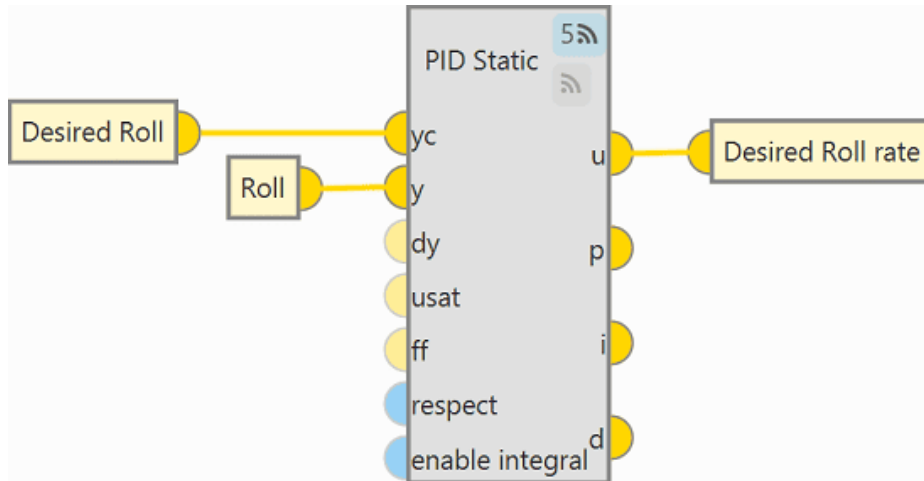 5
PID Static
Desired Roll
yc
u
Desired Roll rate
Roll
y
dy
p
usat
ff
i
respect
d
enable integral